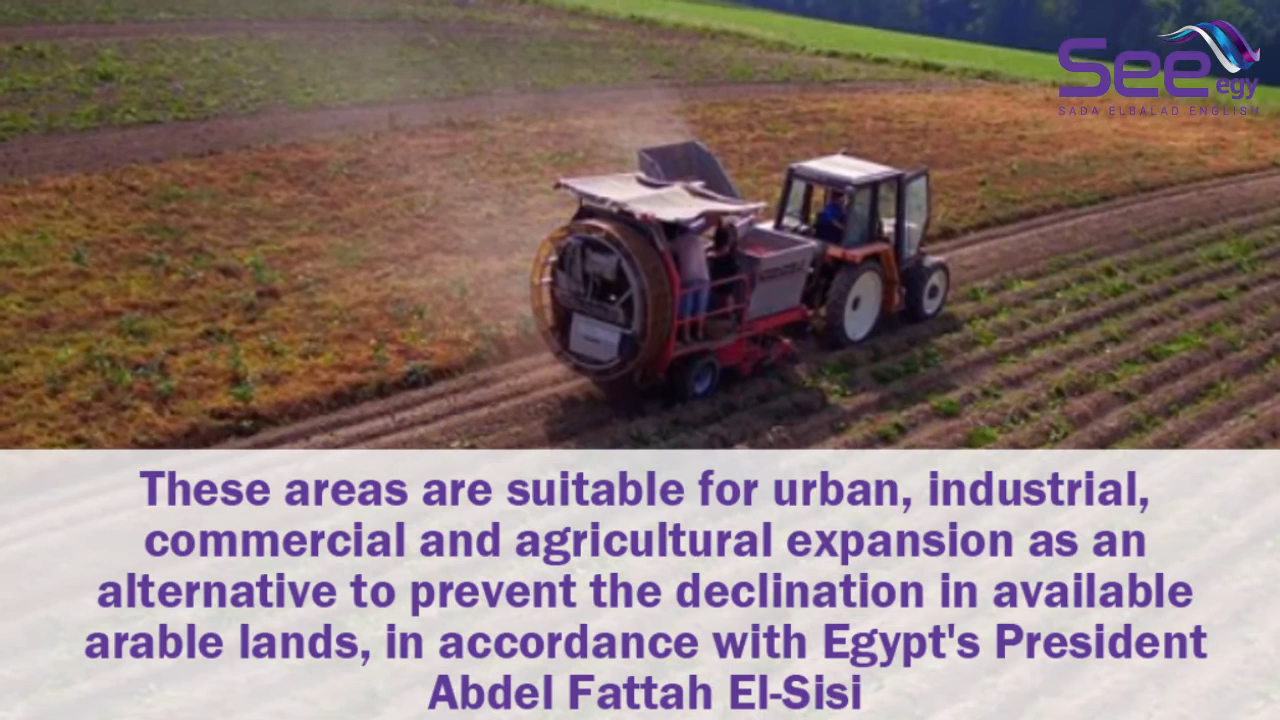 See
egy
SADA ELBALAD ENGLISH
These areas are suitable for urban, industrial,
commercial and agricultural expansion as an
alternative to prevent the declination in available
arable lands, in accordance with Egypt's President
Abdel Fattah El-Sisi